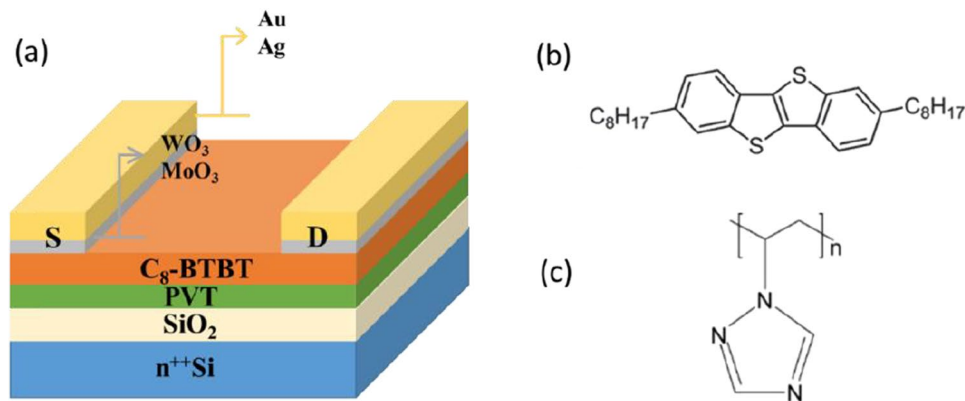 (a)
Au
Ag
WO₃
MoO₃
S
D
C₈-BTBT
PVT
SiO₂
n⁺⁺Si
(b)
C₈H₁₇
S
S
C₈H₁₇
(c)
n
N
N
N